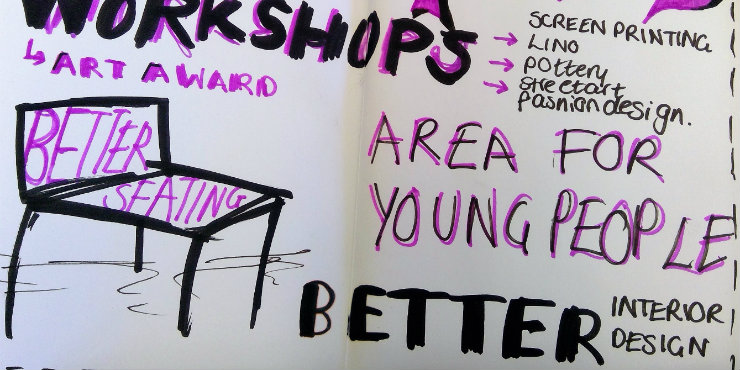 WORKSHOPS
↳ ART AWARD
→ SCREEN PRINTING
→ LINO
→ pottery
→ streetart
fashion design.
BETTER
SEATING
AREA FOR
YOUNG PEOPLE
BETTER INTERIOR
DESIGN